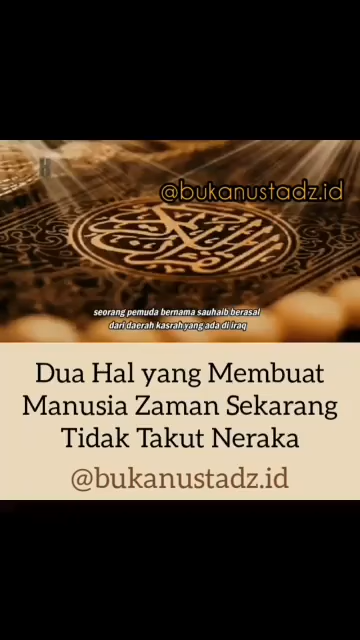 @bukanustadz.id
seorang pemuda bernama sauhaib berasal
dari daerah kasrah yang ada di iraq
Dua Hal yang Membuat
Manusia Zaman Sekarang
Tidak Takut Neraka
@bukanustadz.id